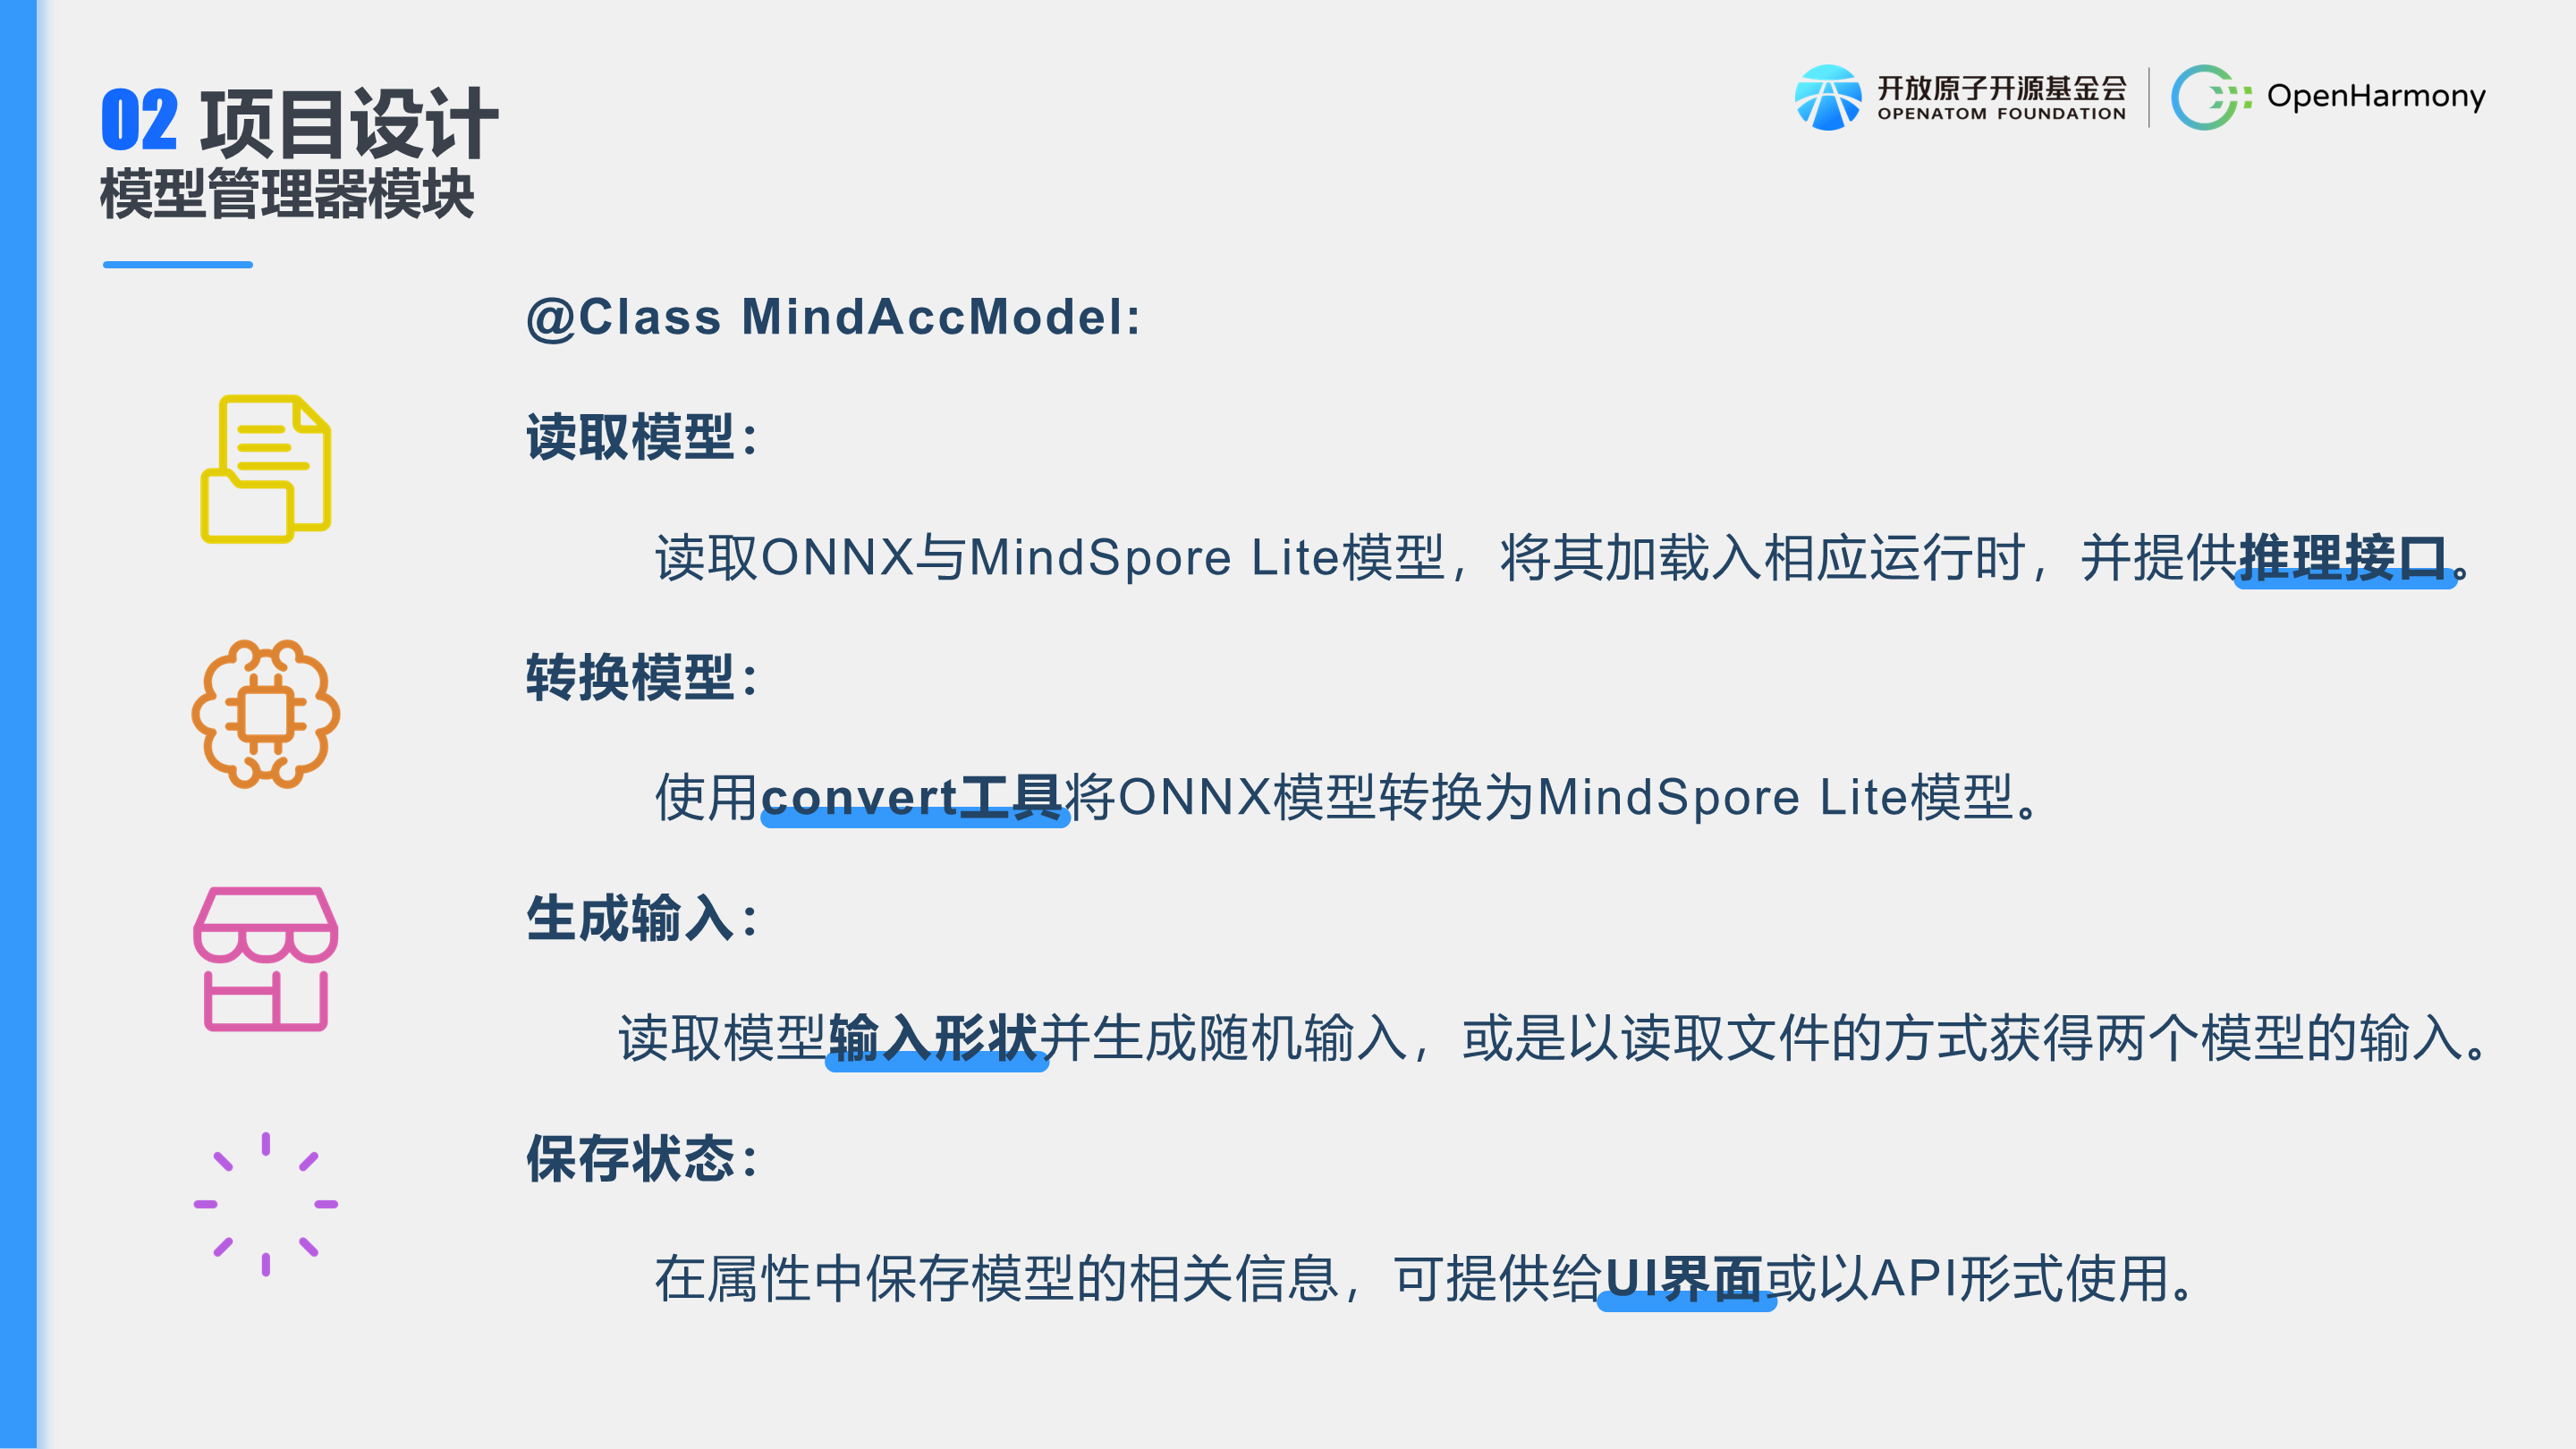 02 项目设计
模型管理器模块
开放原子开源基金会
OPENATOM FOUNDATION
OpenHarmony
@Class MindAccModel:
读取模型：
读取ONNX与MindSpore Lite模型，将其加载入相应运行时，并提供推理接口。
转换模型：
使用convert工具将ONNX模型转换为MindSpore Lite模型。
生成输入：
读取模型输入形状并生成随机输入，或是以读取文件的方式获得两个模型的输入。
保存状态：
在属性中保存模型的相关信息，可提供给UI界面或以API形式使用。